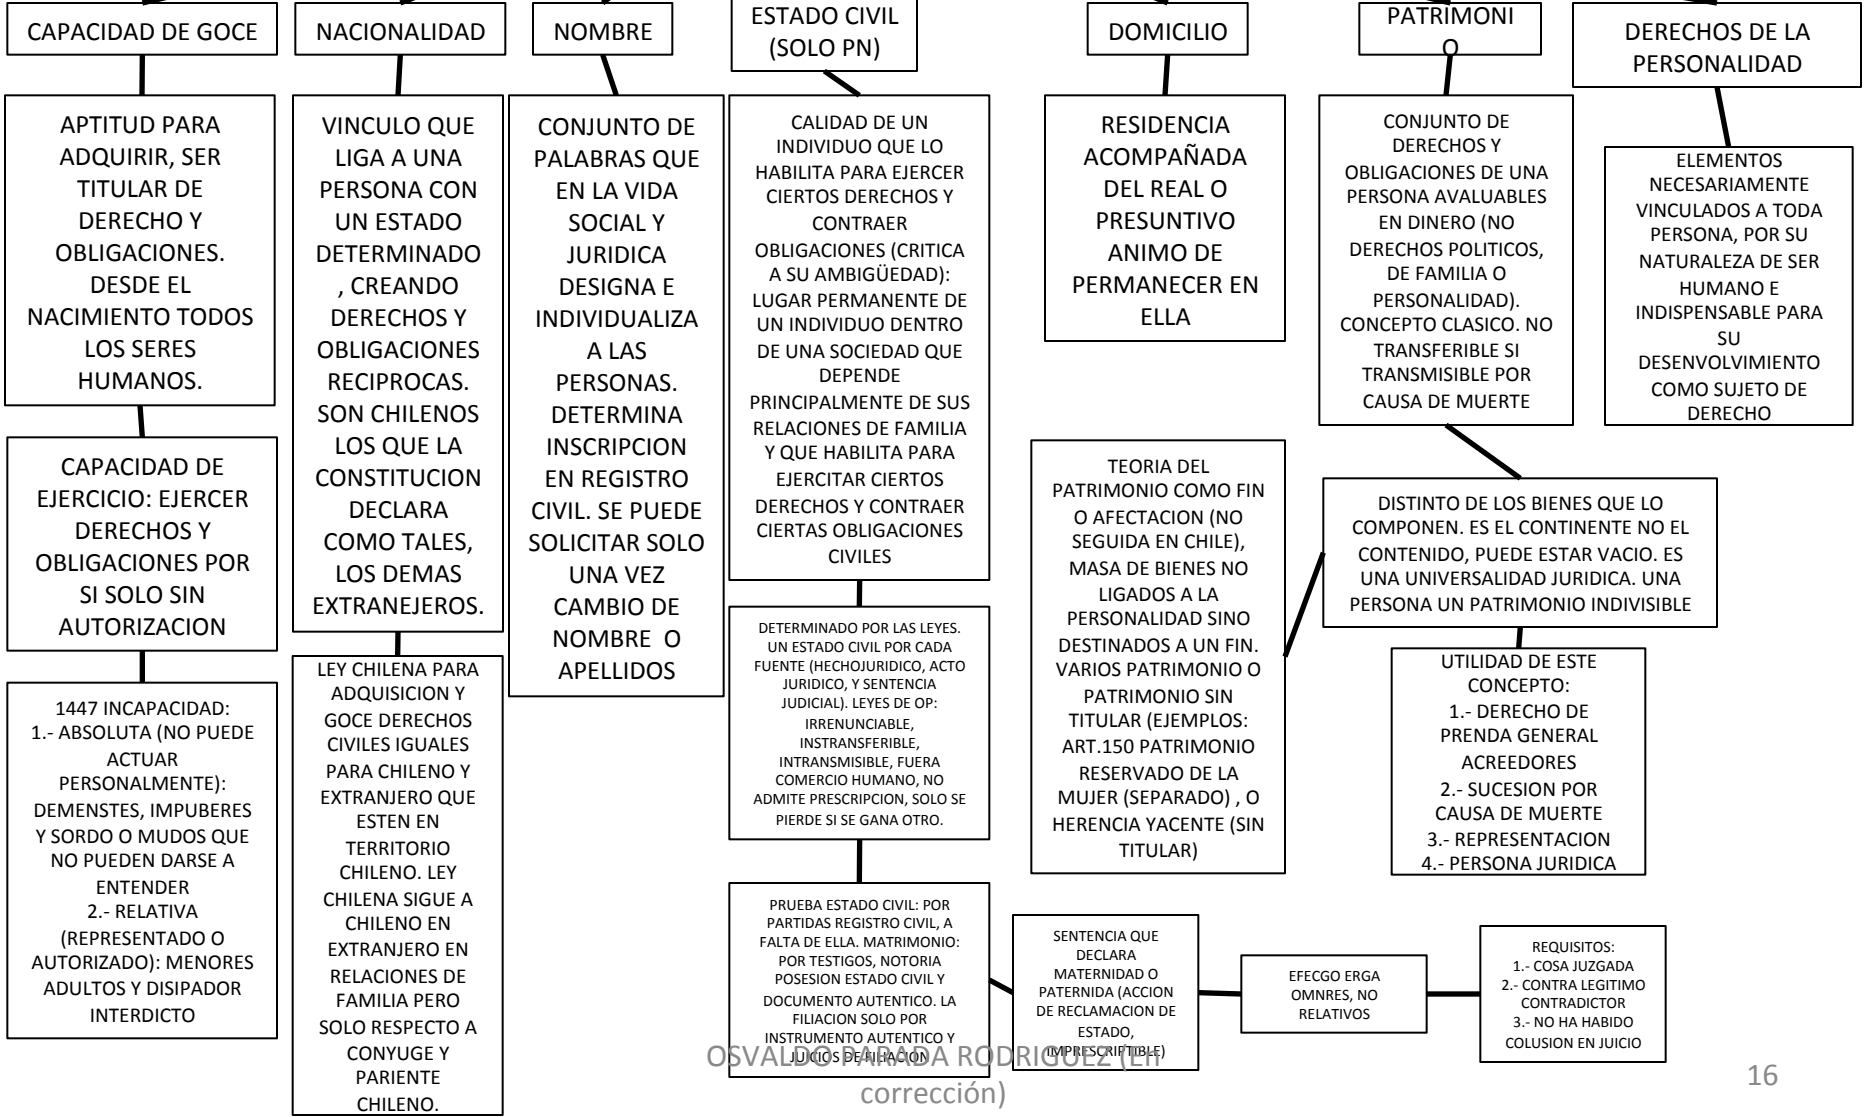 CAPACIDAD DE GOCE
APTITUD PARA
ADQUIRIR, SER
TITULAR DE
DERECHO Y
OBLIGACIONES.
DESDE EL
NACIMIENTO TODOS
LOS SERES
HUMANOS.
CAPACIDAD DE
EJERCICIO: EJERCER
DERECHOS Y
OBLIGACIONES POR
SI SOLO SIN
AUTORIZACION
1447 INCAPACIDAD:
1.- ABSOLUTA (NO PUEDE
ACTUAR
PERSONALMENTE):
DEMENSTES, IMPUBERES
Y SORDO O MUDOS QUE
NO PUEDEN DARSE A
ENTENDER
2.- RELATIVA
(REPRESENTADO O
AUTORIZADO): MENORES
ADULTOS Y DISIPADOR
INTERDICTO
NACIONALIDAD
VINCULO QUE
LIGA A UNA
PERSONA CON
UN ESTADO
DETERMINADO
, CREANDO
DERECHOS Y
OBLIGACIONES
RECIPROCAS.
SON CHILENOS
LOS QUE LA
CONSTITUCION
DECLARA
COMO TALES,
LOS DEMAS
EXTRANEJEROS.
LEY CHILENA PARA
ADQUISICION Y
GOCE DERECHOS
CIVILES IGUALES
PARA CHILENO Y
EXTRANJERO QUE
ESTEN EN
TERRITORIO
CHILENO. LEY
CHILENA SIGUE A
CHILENO EN
EXTRANJERO EN
RELACIONES DE
FAMILIA PERO
SOLO RESPECTO A
CONYUGE Y
PARIENTE
CHILENO.
NOMBRE
CONJUNTO DE
PALABRAS QUE
EN LA VIDA
SOCIAL Y
JURIDICA
DESIGNA E
INDIVIDUALIZA
A LAS
PERSONAS.
DETERMINA
INSCRIPCION
EN REGISTRO
CIVIL. SE PUEDE
SOLICITAR SOLO
UNA VEZ
CAMBIO DE
NOMBRE O
APELLIDOS
ESTADO CIVIL
(SOLO PN)
CALIDAD DE UN
INDIVIDUO QUE LO
HABILITA PARA EJERCER
CIERTOS DERECHOS Y
CONTRAER
OBLIGACIONES (CRITICA
A SU AMBIGÜEDAD):
LUGAR PERMANENTE DE
UN INDIVIDUO DENTRO
DE UNA SOCIEDAD QUE
DEPENDE
PRINCIPALMENTE DE SUS
RELACIONES DE FAMILIA
Y QUE HABILITA PARA
EJERCITAR CIERTOS
DERECHOS Y CONTRAER
CIERTAS OBLIGACIONES
CIVILES
DETERMINADO POR LAS LEYES.
UN ESTADO CIVIL POR CADA
FUENTE (HECHOJURIDICO, ACTO
JURIDICO, Y SENTENCIA
JUDICIAL). LEYES DE OP:
IRRENUNCIABLE,
INSTRANSFERIBLE,
INTRANSMISIBLE, FUERA
COMERCIO HUMANO, NO
ADMITE PRESCRIPCION, SOLO SE
PIERDE SI SE GANA OTRO.
PRUEBA ESTADO CIVIL: POR
PARTIDAS REGISTRO CIVIL, A
FALTA DE ELLA. MATRIMONIO:
POR TESTIGOS, NOTORIA
POSESION ESTADO CIVIL Y
DOCUMENTO AUTENTICO. LA
FILIACION SOLO POR
INSTRUMENTO AUTENTICO Y
JUICIOS DE FILIACION
SENTENCIA QUE
DECLARA
MATERNIDAD O
PATERNIDA (ACCION
DE RECLAMACION DE
ESTADO,
IMPRESCRIPTIBLE)
EFECGO ERGA
OMNRES, NO
RELATIVOS
REQUISITOS:
1.- COSA JUZGADA
2.- CONTRA LEGITIMO
CONTRADICTOR
3.- NO HA HABIDO
COLUSION EN JUICIO
DOMICILIO
RESIDENCIA
ACOMPAÑADA
DEL REAL O
PRESUNTIVO
ANIMO DE
PERMANECER EN
ELLA
PATRIMONI
O
CONJUNTO DE
DERECHOS Y
OBLIGACIONES DE UNA
PERSONA AVALUABLES
EN DINERO (NO
DERECHOS POLITICOS,
DE FAMILIA O
PERSONALIDAD).
CONCEPTO CLASICO. NO
TRANSFERIBLE SI
TRANSMISIBLE POR
CAUSA DE MUERTE
DISTINTO DE LOS BIENES QUE LO
COMPONEN. ES EL CONTINENTE NO EL
CONTENIDO, PUEDE ESTAR VACIO. ES
UNA UNIVERSALIDAD JURIDICA. UNA
PERSONA UN PATRIMONIO INDIVISIBLE
TEORIA DEL
PATRIMONIO COMO FIN
O AFECTACION (NO
SEGUIDA EN CHILE),
MASA DE BIENES NO
LIGADOS A LA
PERSONALIDAD SINO
DESTINADOS A UN FIN.
VARIOS PATRIMONIO O
PATRIMONIO SIN
TITULAR (EJEMPLOS:
ART.150 PATRIMONIO
RESERVADO DE LA
MUJER (SEPARADO) , O
HERENCIA YACENTE (SIN
TITULAR)
UTILIDAD DE ESTE
CONCEPTO:
1.- DERECHO DE
PRENDA GENERAL
ACREEDORES
2.- SUCESION POR
CAUSA DE MUERTE
3.- REPRESENTACION
4.- PERSONA JURIDICA
DERECHOS DE LA
PERSONALIDAD
ELEMENTOS
NECESARIAMENTE
VINCULADOS A TODA
PERSONA, POR SU
NATURALEZA DE SER
HUMANO E
INDISPENSABLE PARA
SU
DESENVOLVIMIENTO
COMO SUJETO DE
DERECHO
OSVALDO PARADA RODRIGUEZ (En
corrección)
16